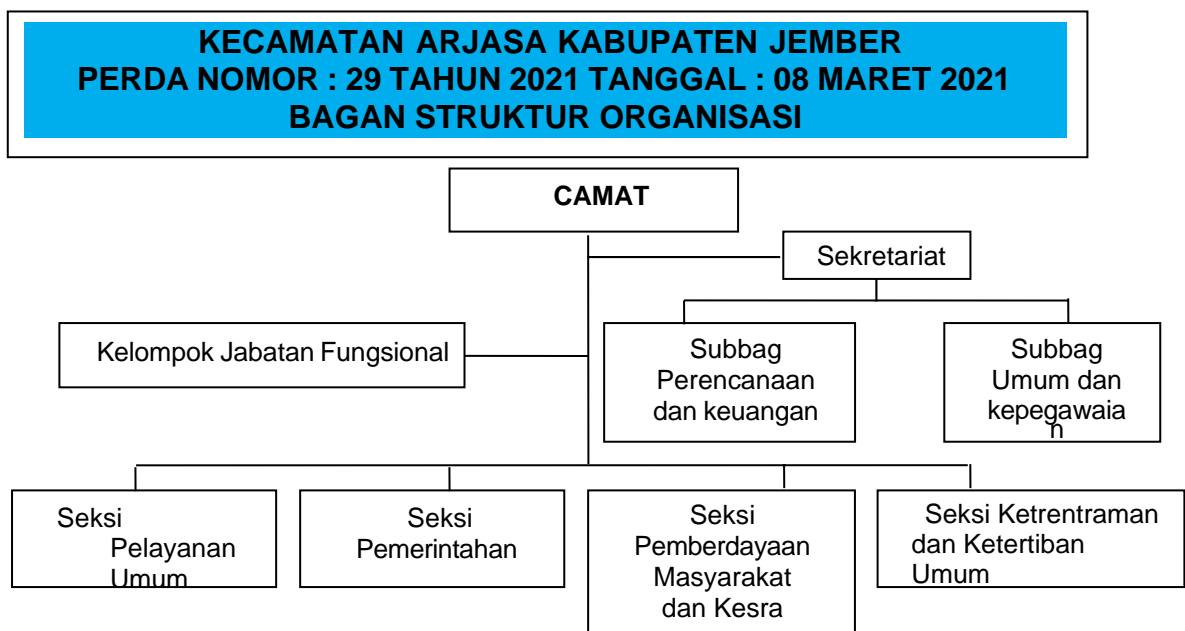 KECAMATAN ARJASA KABUPATEN JEMBER
PERDA NOMOR : 29 TAHUN 2021 TANGGAL : 08 MARET 2021
BAGAN STRUKTUR ORGANISASI
CAMAT
Sekretariat
Kelompok Jabatan Fungsional
Subbag
Perencanaan
dan keuangan
Subbag
Umum dan
kepegawaia
n
Seksi
Pelayanan
Umum
Seksi
Pemerintahan
Seksi
Pemberdayaan
Masyarakat
dan Kesra
Seksi Ketrentraman
dan Ketertiban
Umum